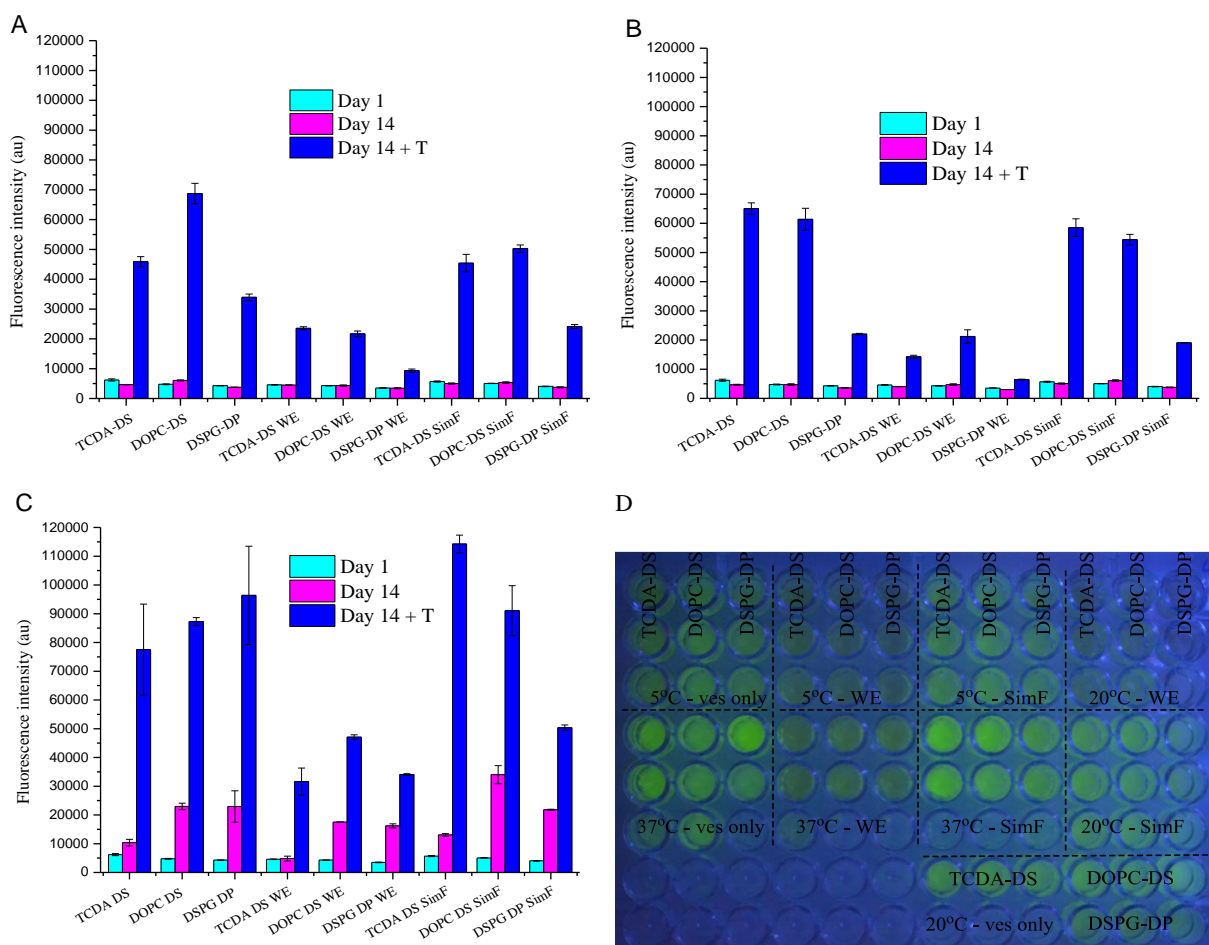 A
120000
110000
100000
90000
80000
70000
60000
50000
40000
30000
20000
10000
0
Fluorescence intensity (au)
Day 1
Day 14
Day 14 + T
TCDA-DS
DOPC-DS
DSPG-DP
TCDA-DS WE
DOPC-DS WE
DSPG-DP WE
TCDA-DS SimF
DOPC-DS SimF
DSPG-DP SimF
B
120000
110000
100000
90000
80000
70000
60000
50000
40000
30000
20000
10000
0
Fluorescence intensity (au)
Day 1
Day 14
Day 14 + T
TCDA-DS
DOPC-DS
DSPG-DP
TCDA-DS WE
DOPC-DS WE
DSPG-DP WE
TCDA-DS SimF
DOPC-DS SimF
DSPG-DP SimF
C
120000
110000
100000
90000
80000
70000
60000
50000
40000
30000
20000
10000
0
Fluorescence intensity (au)
Day 1
Day 14
Day 14 + T
TCDA DS
DOPC DS
DSPG DP
TCDA DS WE
DOPC DS WE
DSPG DP WE
TCDA DS SimF
DOPC DS SimF
DSPG DP SimF
D
TCDA-DS
DOPC-DS
DSPG-DP
TCDA-DS
DOPC-DS
DSPG-DP
TCDA-DS
DOPC-DS
DSPG-DP
TCDA-DS
DOPC-DS
DSPG-DP
5°C - ves only
5°C - WE
5°C - SimF
20°C - WE
37°C - ves only
37°C - WE
37°C - SimF
20°C - SimF
TCDA-DS
DOPC-DS
20°C - ves only
DSPG-DP